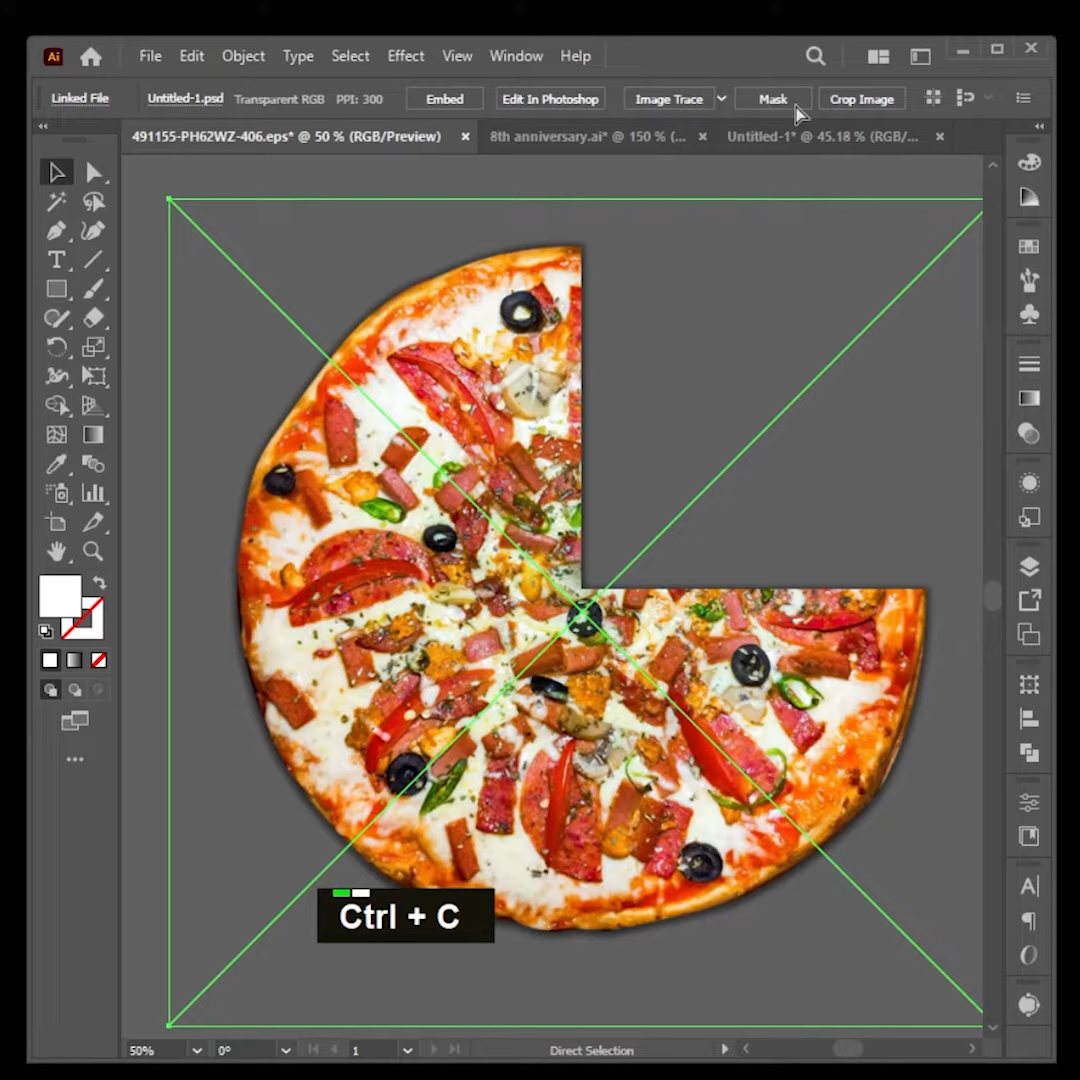 Ai File Edit Object Type Select Effect View Window Help
Linked File Untitled-1.psd Transparent RGB PPI: 300 Embed Edit In Photoshop Image Trace Mask Crop Image
491155-PH62WZ-406.eps* @ 50 % (RGB/Preview) × 8th anniversary.ai* @ 150 % (... × Untitled-1* @ 45.18 % (RGB/... ×
Ctrl + C
50% 0° 1 Direct Selection